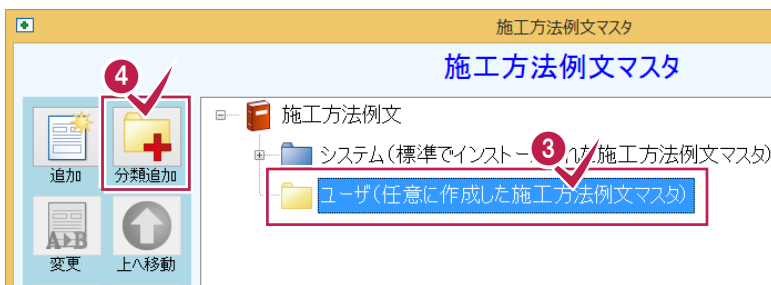 施工方法例文マスタ
施工方法例文マスタ
4
追加
分類追加
変更
上へ移動
A▶B
施工方法例文
システム(標準でインストー れた施工方法例文マスタ)
3
ユーザ(任意に作成した施工方法例文マスタ)